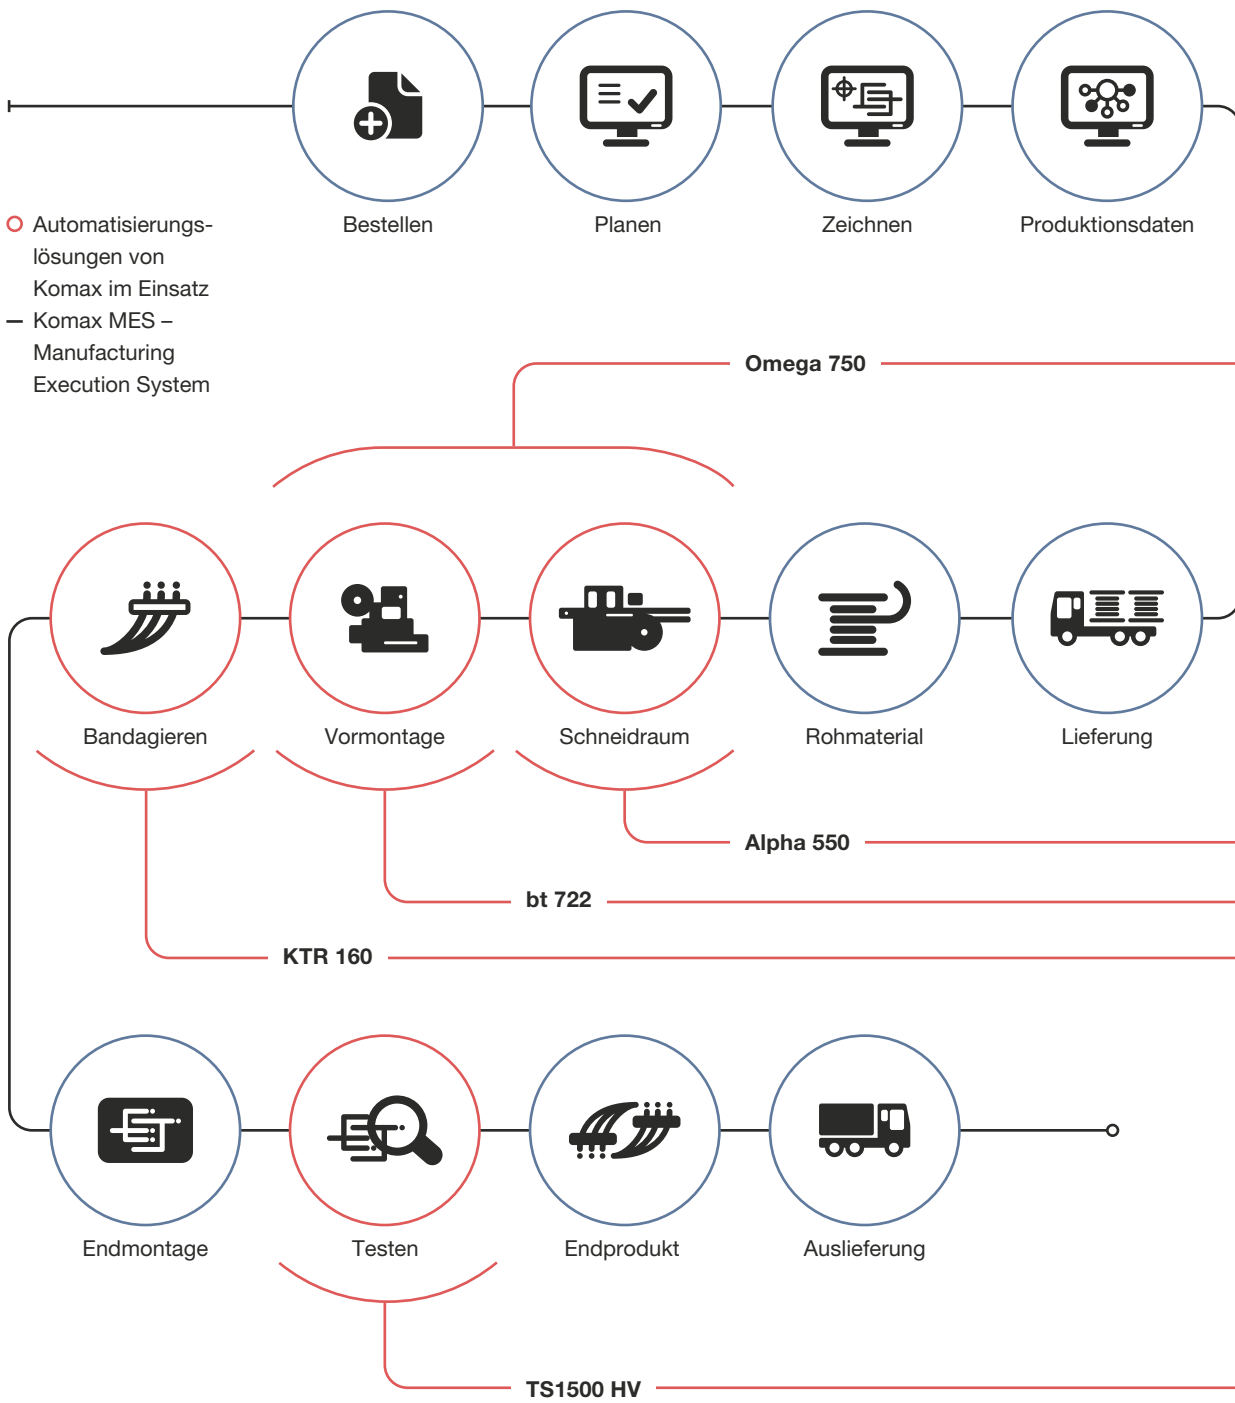 Bestellen
Planen
Zeichnen
Produktionsdaten
Automatisierungs-
lösungen von
Komax im Einsatz
Komax MES –
Manufacturing
Execution System
Omega 750
Bandagieren
Vormontage
Schneidraum
Rohmaterial
Lieferung
Alpha 550
bt 722
KTR 160
Endmontage
Testen
Endprodukt
Auslieferung
TS1500 HV